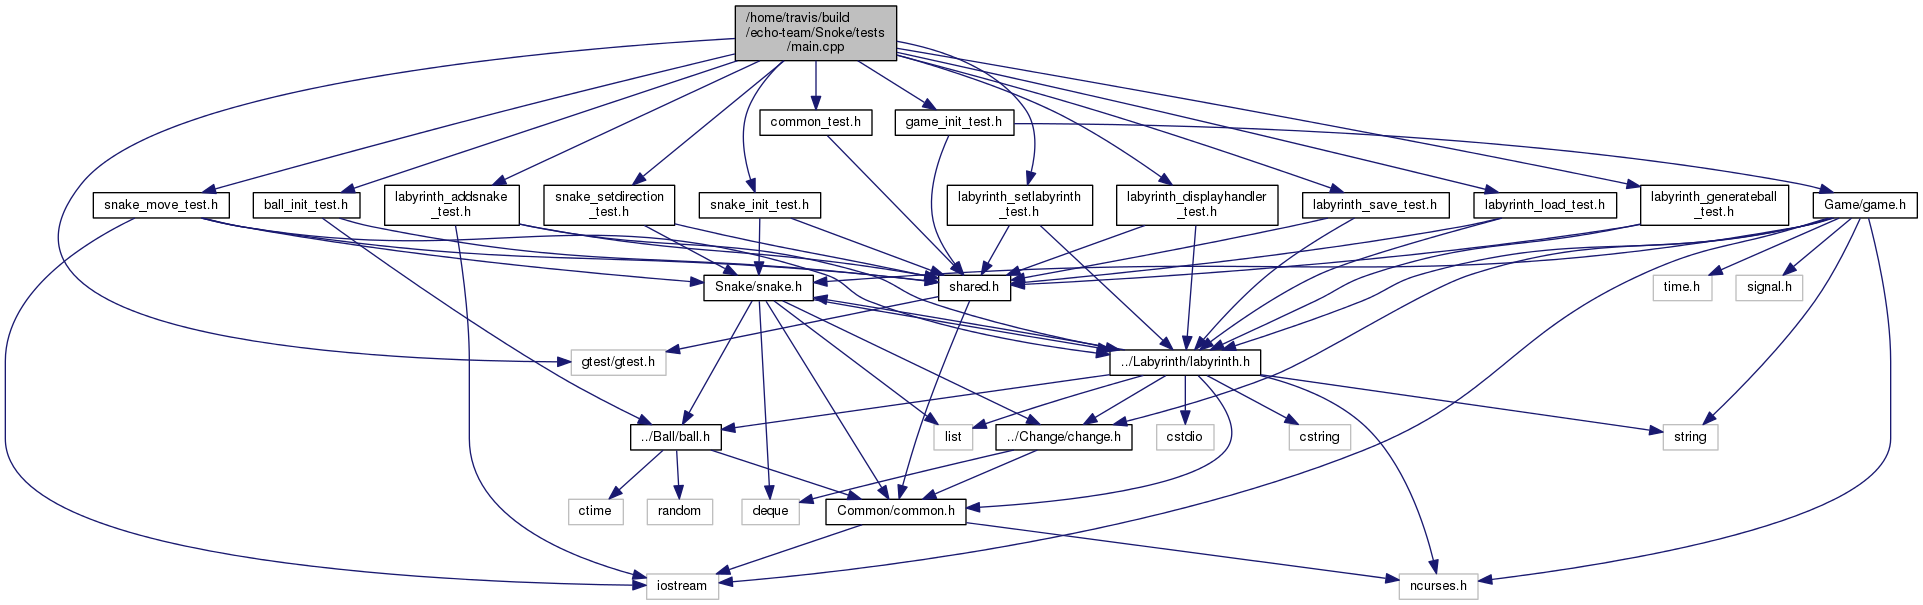 /home/travis/build
/echo-team/Snoke/tests
/main.cpp
common_test.h
game_init_test.h
snake_move_test.h
ball_init_test.h
labyrinth_addsnake
_test.h
snake_setdirection
_test.h
snake_init_test.h
labyrinth_setlabyrinth
_test.h
labyrinth_displayhandler
_test.h
labyrinth_save_test.h
labyrinth_load_test.h
labyrinth_generateball
_test.h
Game/game.h
Snake/snake.h
shared.h
time.h
signal.h
gtest/gtest.h
../Labyrinth/labyrinth.h
../Ball/ball.h
list
../Change/change.h
cstdio
cstring
string
ctime
random
deque
Common/common.h
iostream
ncurses.h